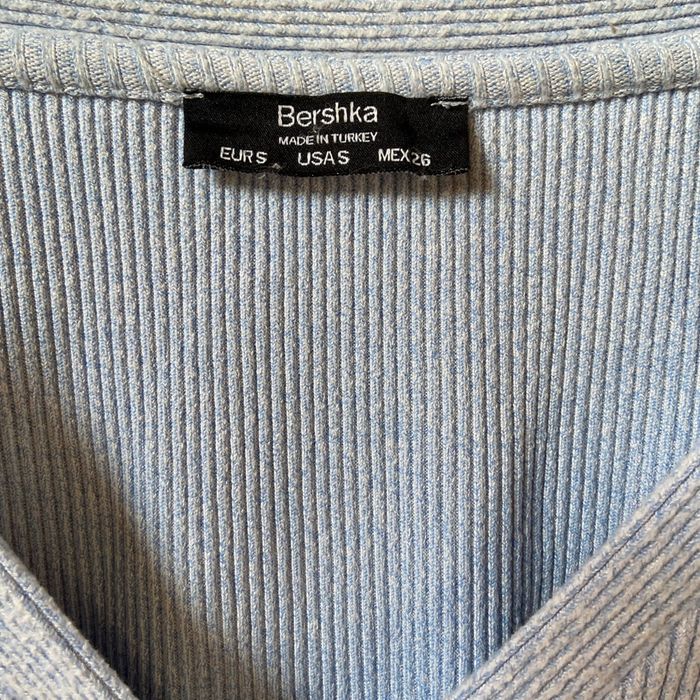 Bershka
MADE IN TURKEY
EUR S USA S MEX 26